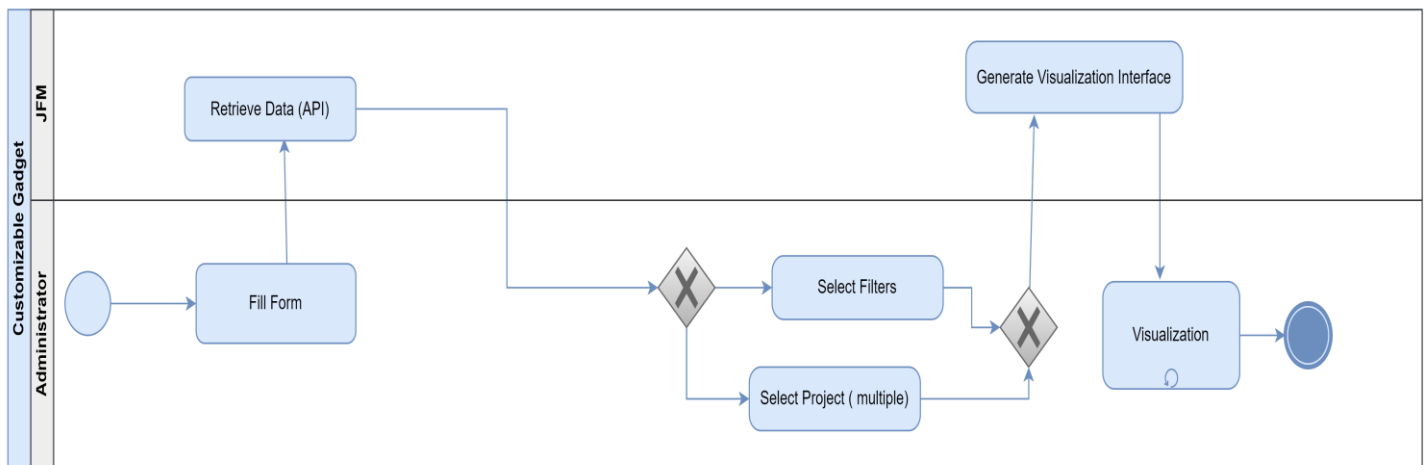 Customizable Gadget
JFM
Administrator
Retrieve Data (API)
Generate Visualization Interface
Fill Form
Select Filters
Select Project ( multiple)
Visualization